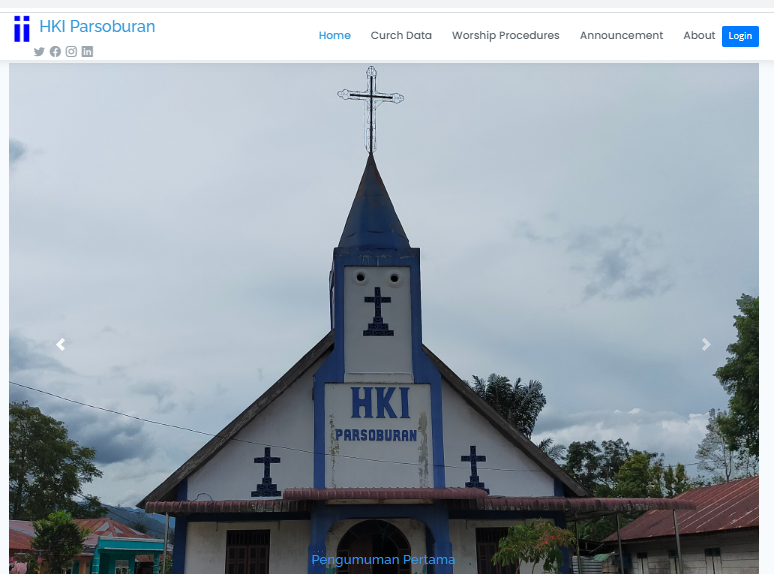 HKI Parsoburan
Home Curch Data Worship Procedures Announcement About Login
HKI
PARSOBURAN
Pengumuman Pertama